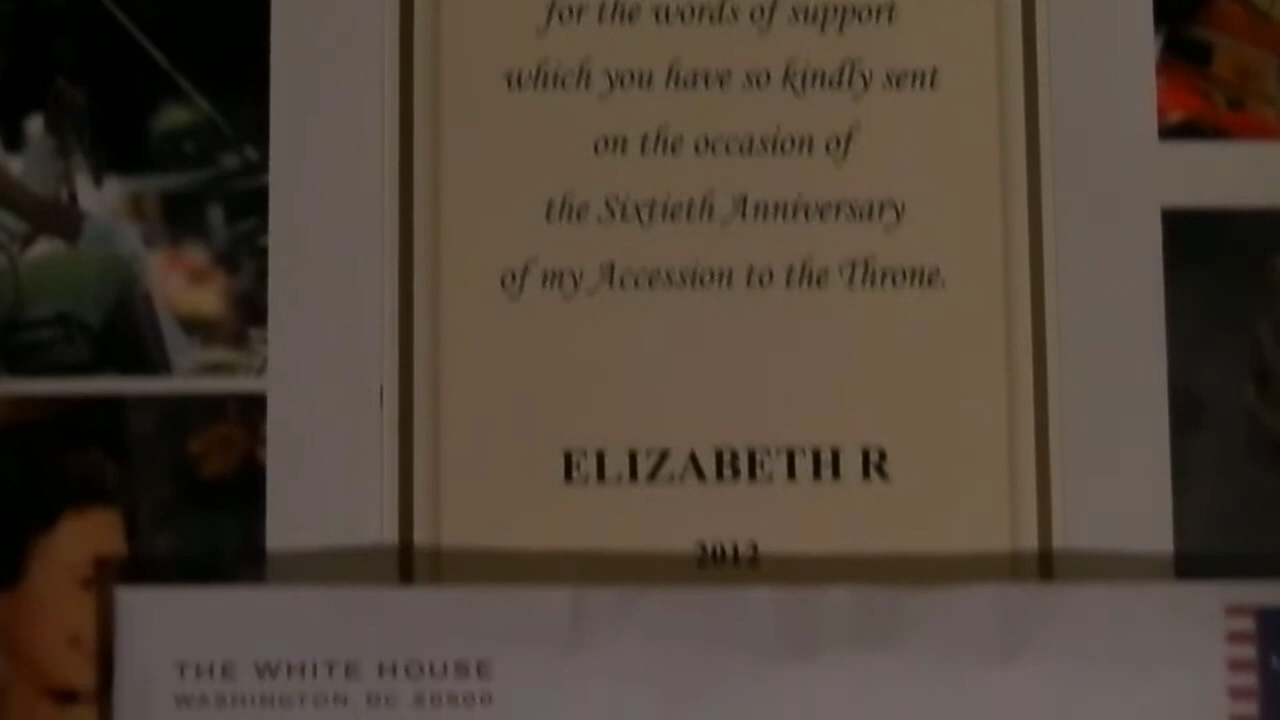 for the words of support
which you have so kindly sent
on the occasion of
the Sixtieth Anniversary
of my Accession to the Throne.
ELIZABETH R
2012
THE WHITE HOUSE
WASHINGTON, DC 20500